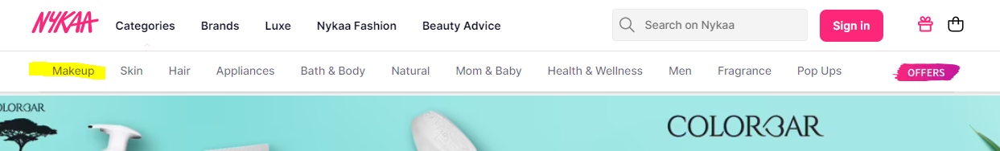 NYKAA Categories Brands Luxe Nykaa Fashion Beauty Advice Search on Nykaa Sign in
Makeup Skin Hair Appliances Bath & Body Natural Mom & Baby Health & Wellness Men Fragrance Pop Ups OFFERS
OLORBAR
COLORBAR